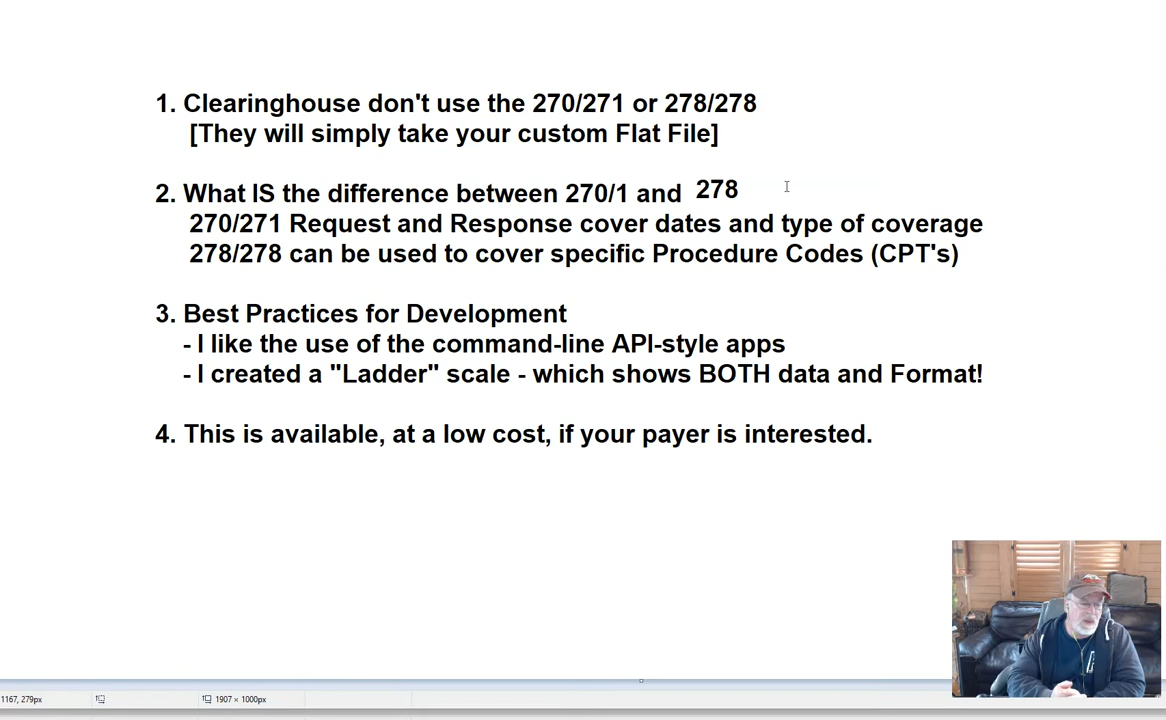 1. Clearinghouse don't use the 270/271 or 278/278
[They will simply take your custom Flat File]
2. What IS the difference between 270/1 and 278
270/271 Request and Response cover dates and type of coverage
278/278 can be used to cover specific Procedure Codes (CPT's)
3. Best Practices for Development
- I like the use of the command-line API-style apps
- I created a "Ladder" scale - which shows BOTH data and Format!
4. This is available, at a low cost, if your payer is interested.
1167, 279px
1907 × 1000px